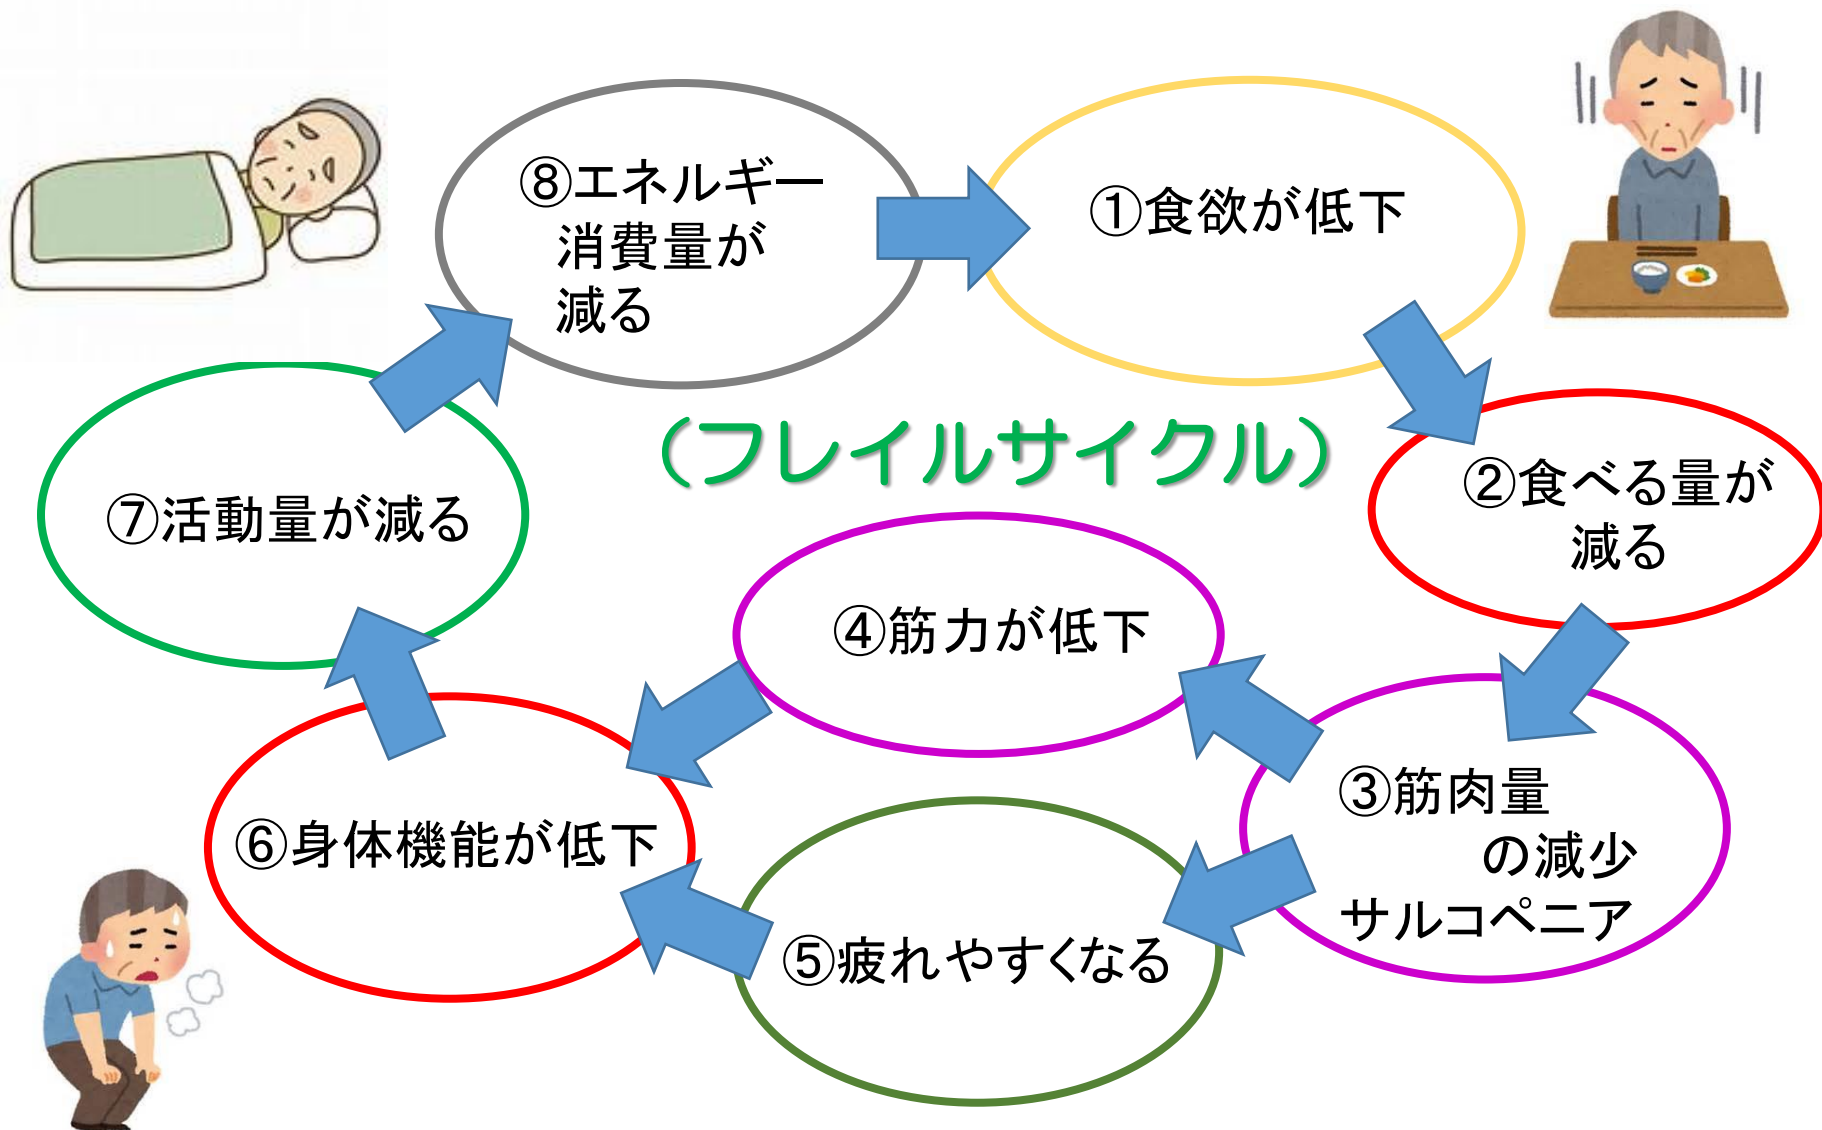 (フレイルサイクル)
①食欲が低下
②食べる量が
減る
③筋肉量
の減少
サルコペニア
④筋力が低下
⑤疲れやすくなる
⑥身体機能が低下
⑦活動量が減る
⑧エネルギー
消費量が
減る